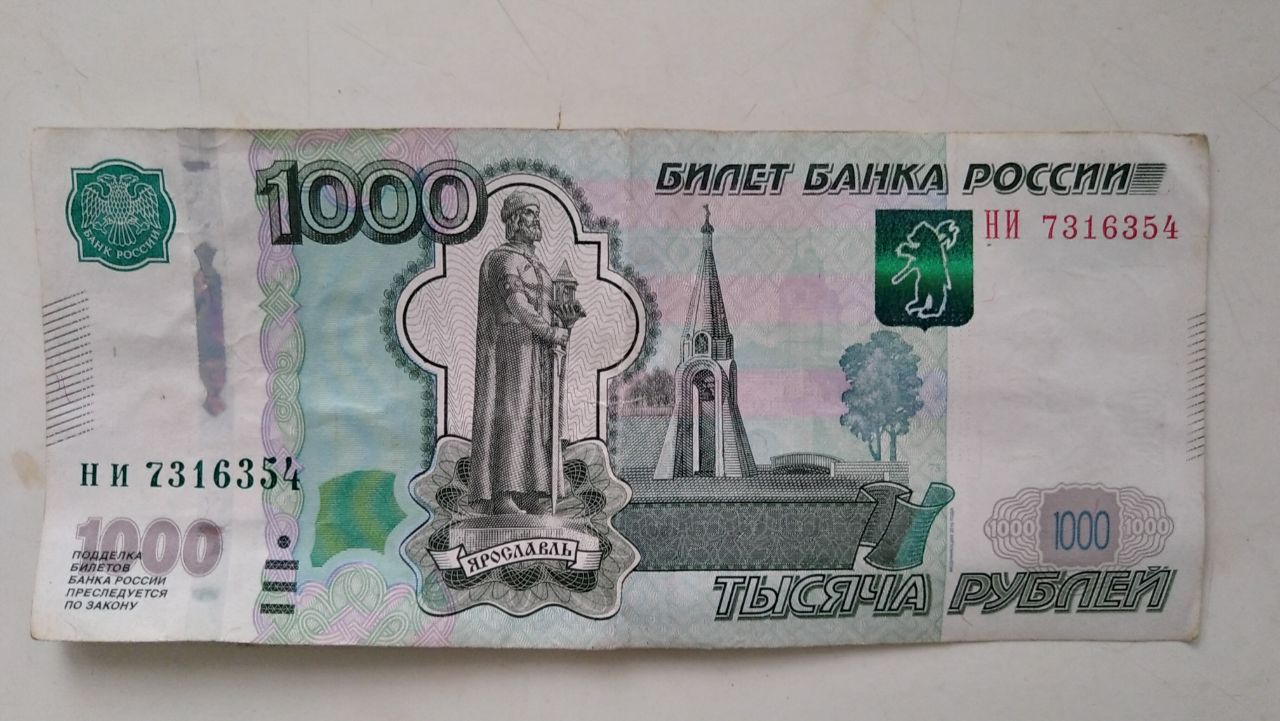 БАНК РОССИИ
1000
БИЛЕТ БАНКА РОССИИ
НИ 7316354
НИ 7316354
1000
ПОДДЕЛКА
БИЛЕТОВ
БАНКА РОССИИ
ПРЕСЛЕДУЕТСЯ
ПО ЗАКОНУ
ЯРОСЛАВЛЬ
1000 1000 1000
ТЫСЯЧА РУБЛЕЙ